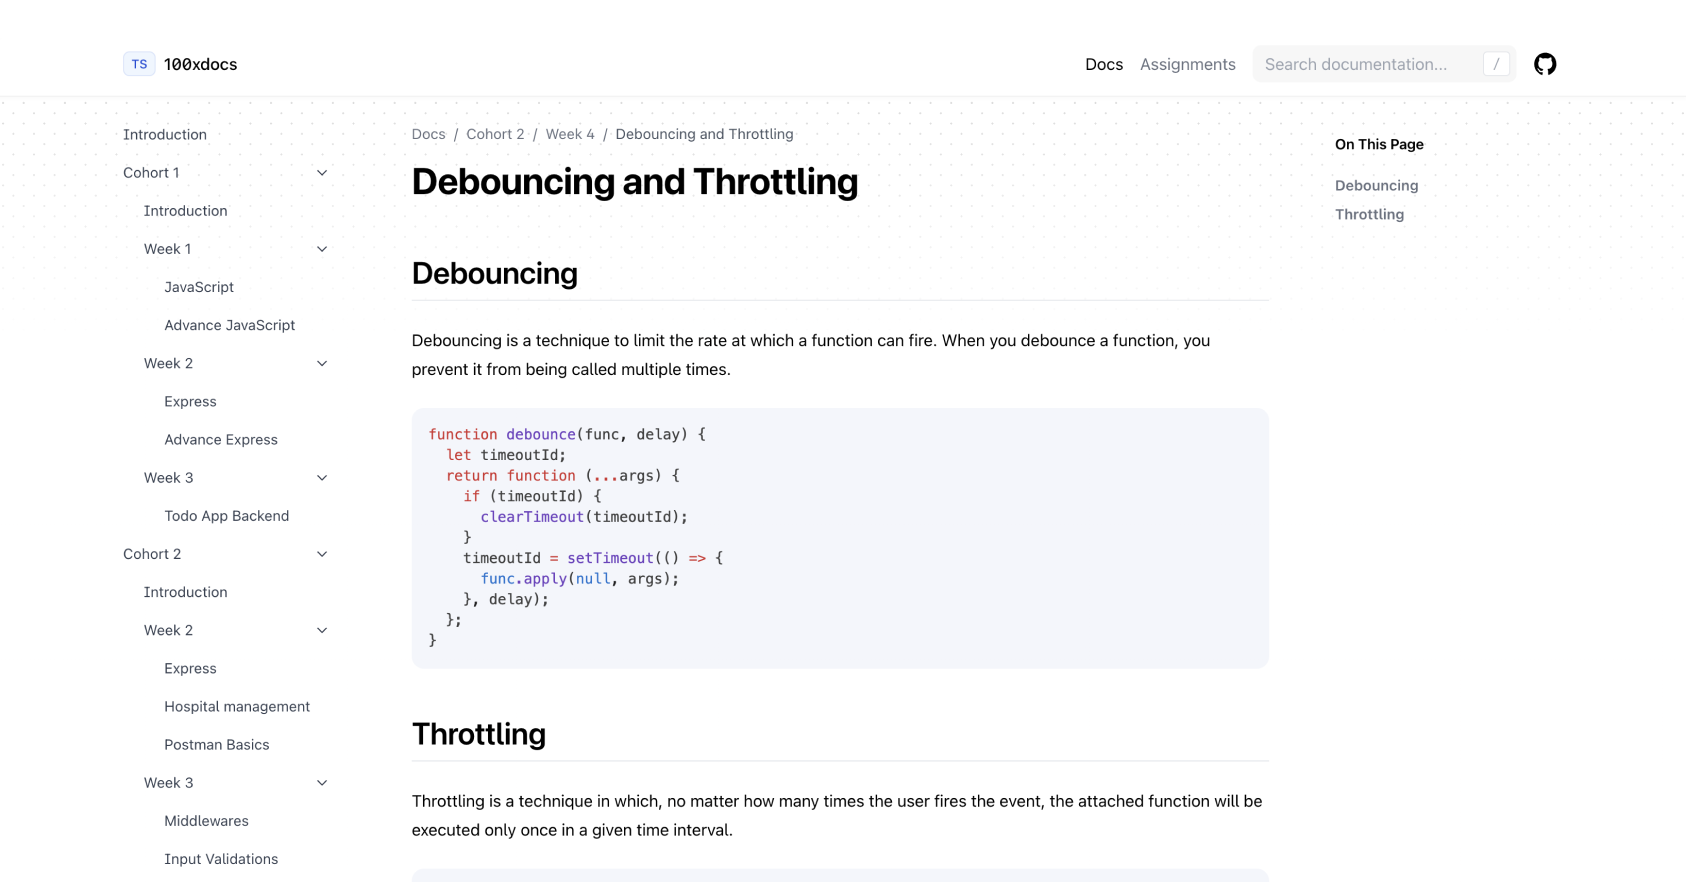 TS 100xdocs
Docs Assignments Search documentation... /
Introduction
Cohort 1
Introduction
Week 1
JavaScript
Advance JavaScript
Week 2
Express
Advance Express
Week 3
Todo App Backend
Cohort 2
Introduction
Week 2
Express
Hospital management
Postman Basics
Week 3
Middlewares
Input Validations
Docs / Cohort 2 / Week 4 / Debouncing and Throttling
Debouncing and Throttling
Debouncing
Debouncing is a technique to limit the rate at which a function can fire. When you debounce a function, you
prevent it from being called multiple times.
function debounce(func, delay) {
  let timeoutId;
  return function (...args) {
    if (timeoutId) {
      clearTimeout(timeoutId);
    }
    timeoutId = setTimeout(() => {
      func.apply(null, args);
    }, delay);
  };
}
Throttling
Throttling is a technique in which, no matter how many times the user fires the event, the attached function will be
executed only once in a given time interval.
On This Page
Debouncing
Throttling